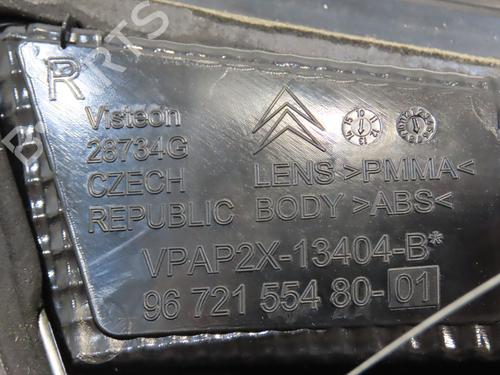 R
Visteon
28734G
CZECH LENS >PMMA<
REPUBLIC BODY >ABS<
VPAP2X-13404-B*
96 721 554 80-01